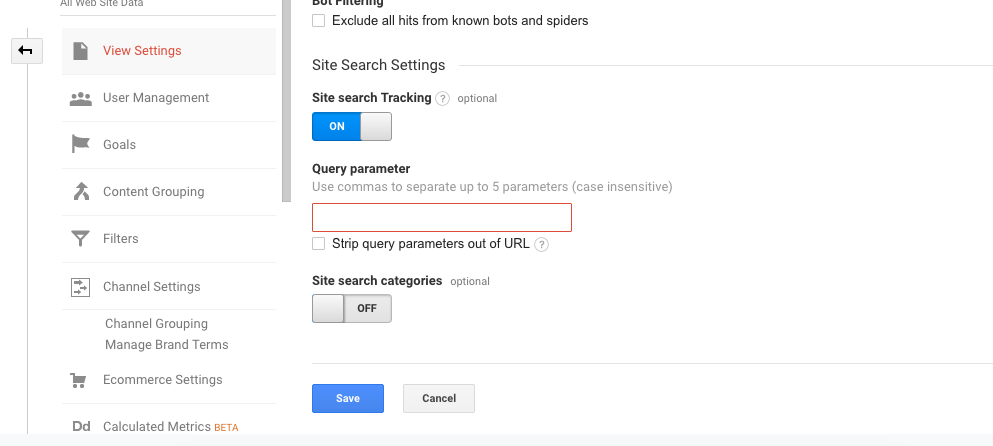 All Web Site Data
View Settings
User Management
Goals
Content Grouping
Filters
Channel Settings
Channel Grouping
Manage Brand Terms
Ecommerce Settings
Dd Calculated Metrics BETA
Bot Filtering
Exclude all hits from known bots and spiders
Site Search Settings
Site search Tracking ? optional
ON
Query parameter
Use commas to separate up to 5 parameters (case insensitive)
Strip query parameters out of URL ?
Site search categories optional
OFF
Save Cancel